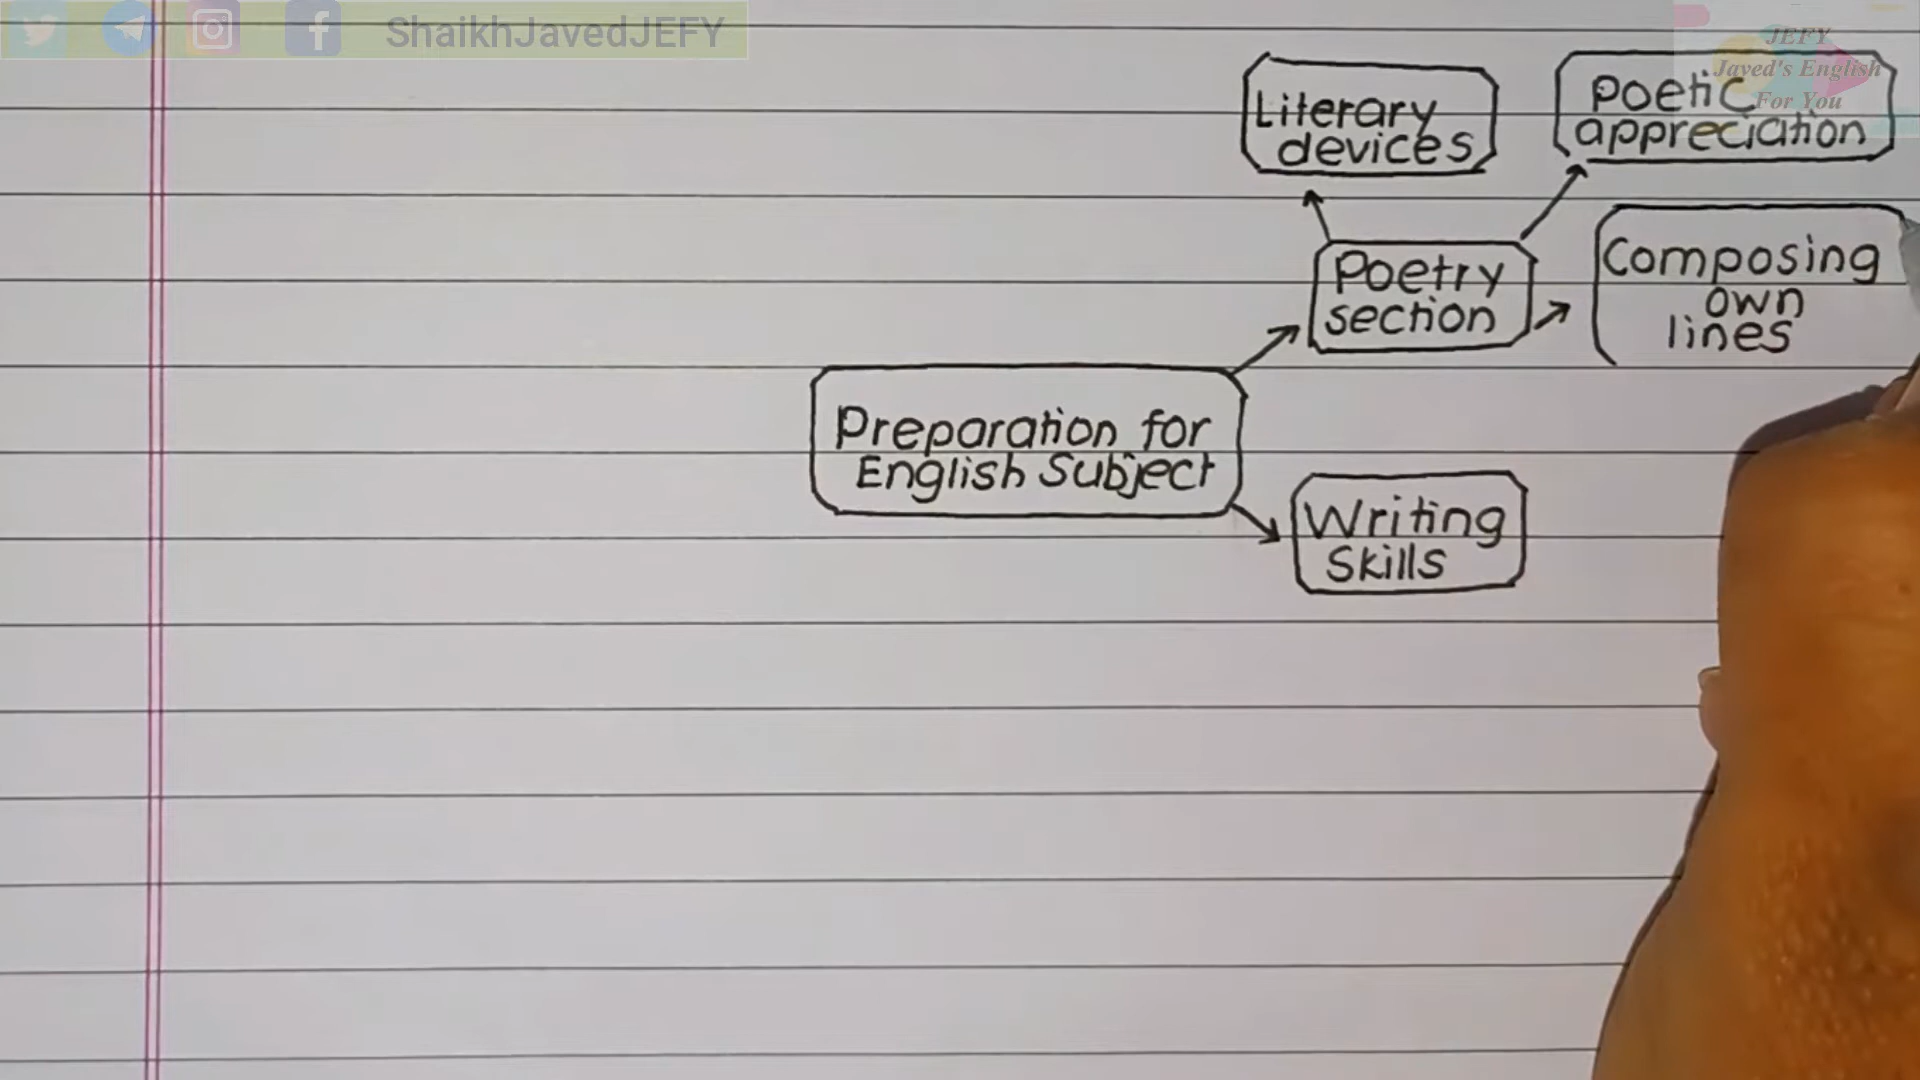 ShaikhJavedJEFY
JEFY
Javed's English
For You
Literary
devices
Poetic
appreciation
Poetry
section
Composing
own
lines
Preparation for
English Subject
Writing
Skills